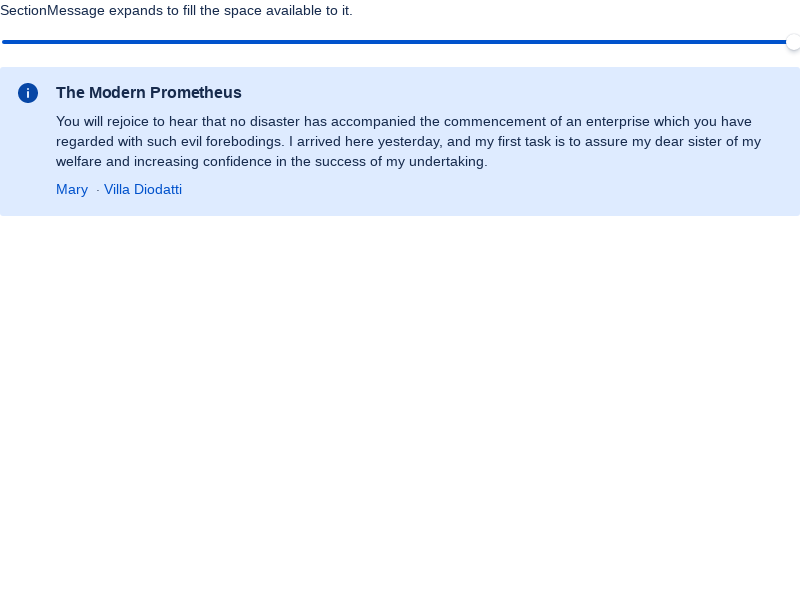 SectionMessage expands to fill the space available to it.
The Modern Prometheus
You will rejoice to hear that no disaster has accompanied the commencement of an enterprise which you have
regarded with such evil forebodings. I arrived here yesterday, and my first task is to assure my dear sister of my
welfare and increasing confidence in the success of my undertaking.
Mary · Villa Diodatti